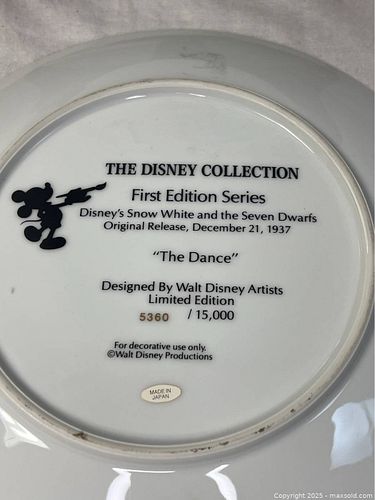 THE DISNEY COLLECTION
First Edition Series
Disney's Snow White and the Seven Dwarfs
Original Release, December 21, 1937
"The Dance"
Designed By Walt Disney Artists
Limited Edition
5360 / 15,000
For decorative use only.
©Walt Disney Productions
MADE IN
JAPAN
Copyright 2025 - maxsold.com